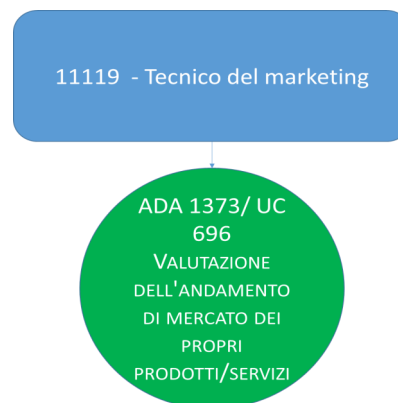 11119 - Tecnico del marketing
ADA 1373/ UC
696
VALUTAZIONE
DELL'ANDAMENTO
DI MERCATO DEI
PROPRI
PRODOTTI/SERVIZI